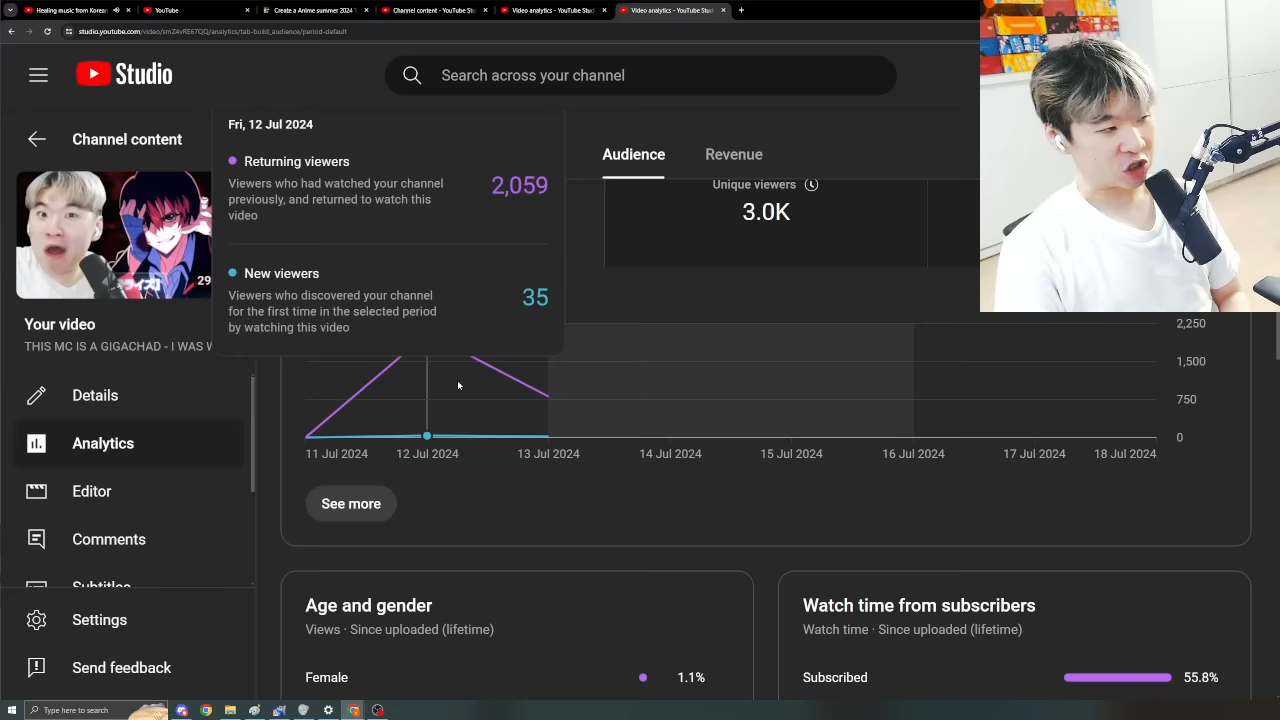 Healing music from Korean
YouTube
Create a Anime summer 2024 T
Channel content - YouTube St
Video analytics - YouTube Stud
Video analytics - YouTube Stud
studio.youtube.com/video/smZ4vRE67QQ/analytics/tab-build_audience/period-default
Studio
Search across your channel
Channel content
29
Your video
THIS MC IS A GIGACHAD - I WAS W
Details
Analytics
Editor
Comments
Subtitles
Settings
Send feedback
Fri, 12 Jul 2024
Returning viewers
Viewers who had watched your channel
previously, and returned to watch this
video
2,059
New viewers
Viewers who discovered your channel
for the first time in the selected period
by watching this video
35
Audience
Revenue
Unique viewers
3.0K
2,250
1,500
750
0
11 Jul 2024
12 Jul 2024
13 Jul 2024
14 Jul 2024
15 Jul 2024
16 Jul 2024
17 Jul 2024
18 Jul 2024
See more
Age and gender
Views · Since uploaded (lifetime)
Female
1.1%
Watch time from subscribers
Watch time · Since uploaded (lifetime)
Subscribed
55.8%
Type here to search